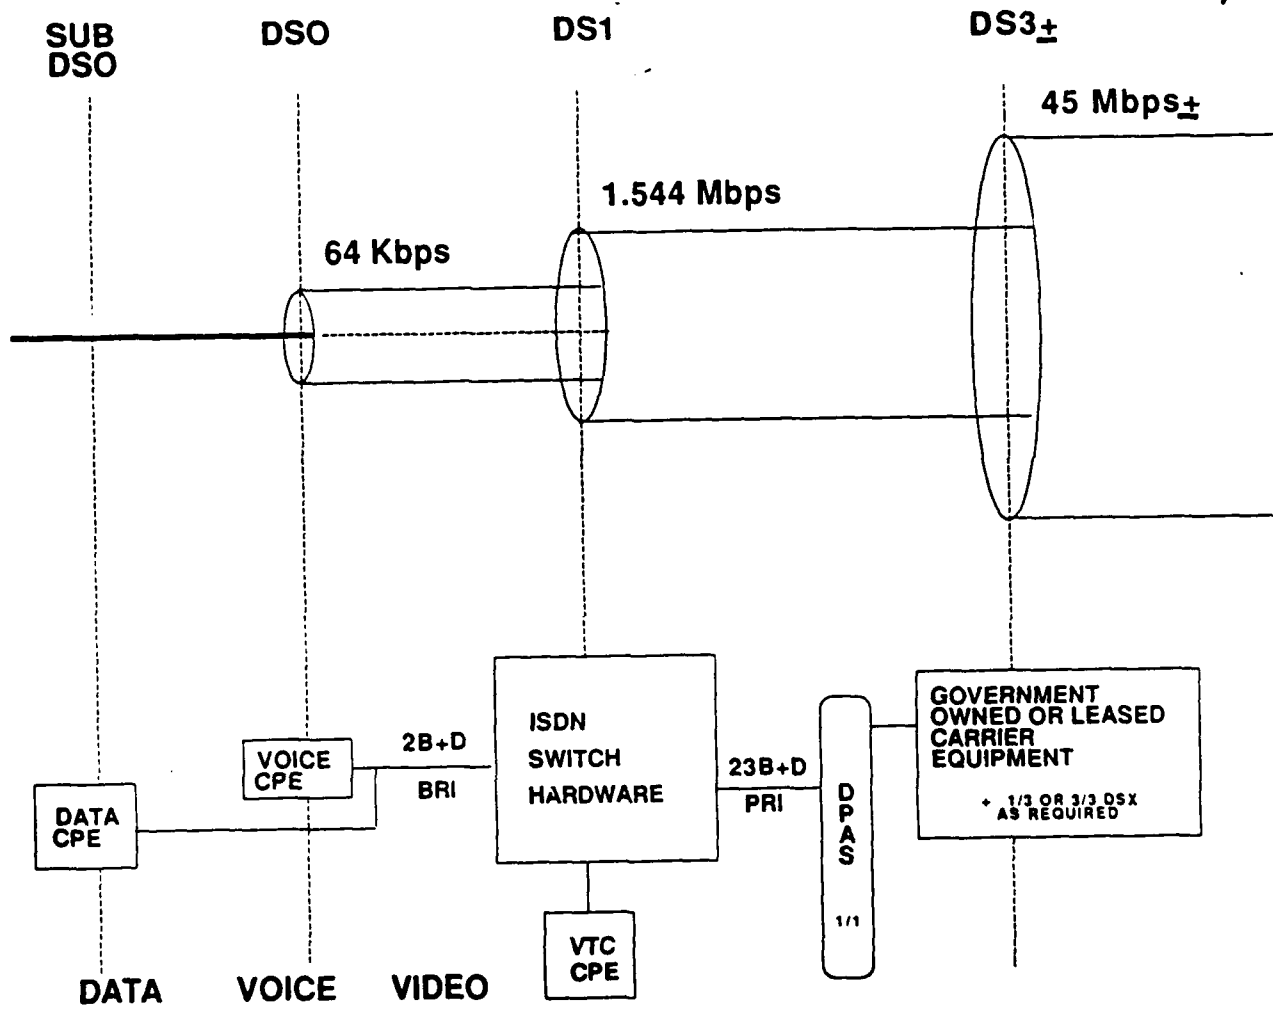 SUB
DSO
DSO
DS1
DS3±
45 Mbps±
1.544 Mbps
64 Kbps
VOICE
CPE
DATA
CPE
2B+D
BRI
ISDN
SWITCH
HARDWARE
VTC
CPE
23B+D
PRI
DPAS
1/1
GOVERNMENT
OWNED OR LEASED
CARRIER
EQUIPMENT
+ 1/3 OR 3/3 DSX
AS REQUIRED
DATA
VOICE
VIDEO